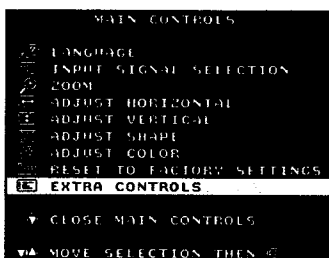 MAIN CONTROLS
LANGUAGE
INPUT SIGNAL SELECTION
ZOOM
ADJUST HORIZONTAL
ADJUST VERTICAL
ADJUST SHAPE
ADJUST COLOR
RESET TO FACTORY SETTINGS
EXTRA CONTROLS
CLOSE MAIN CONTROLS
MOVE SELECTION THEN